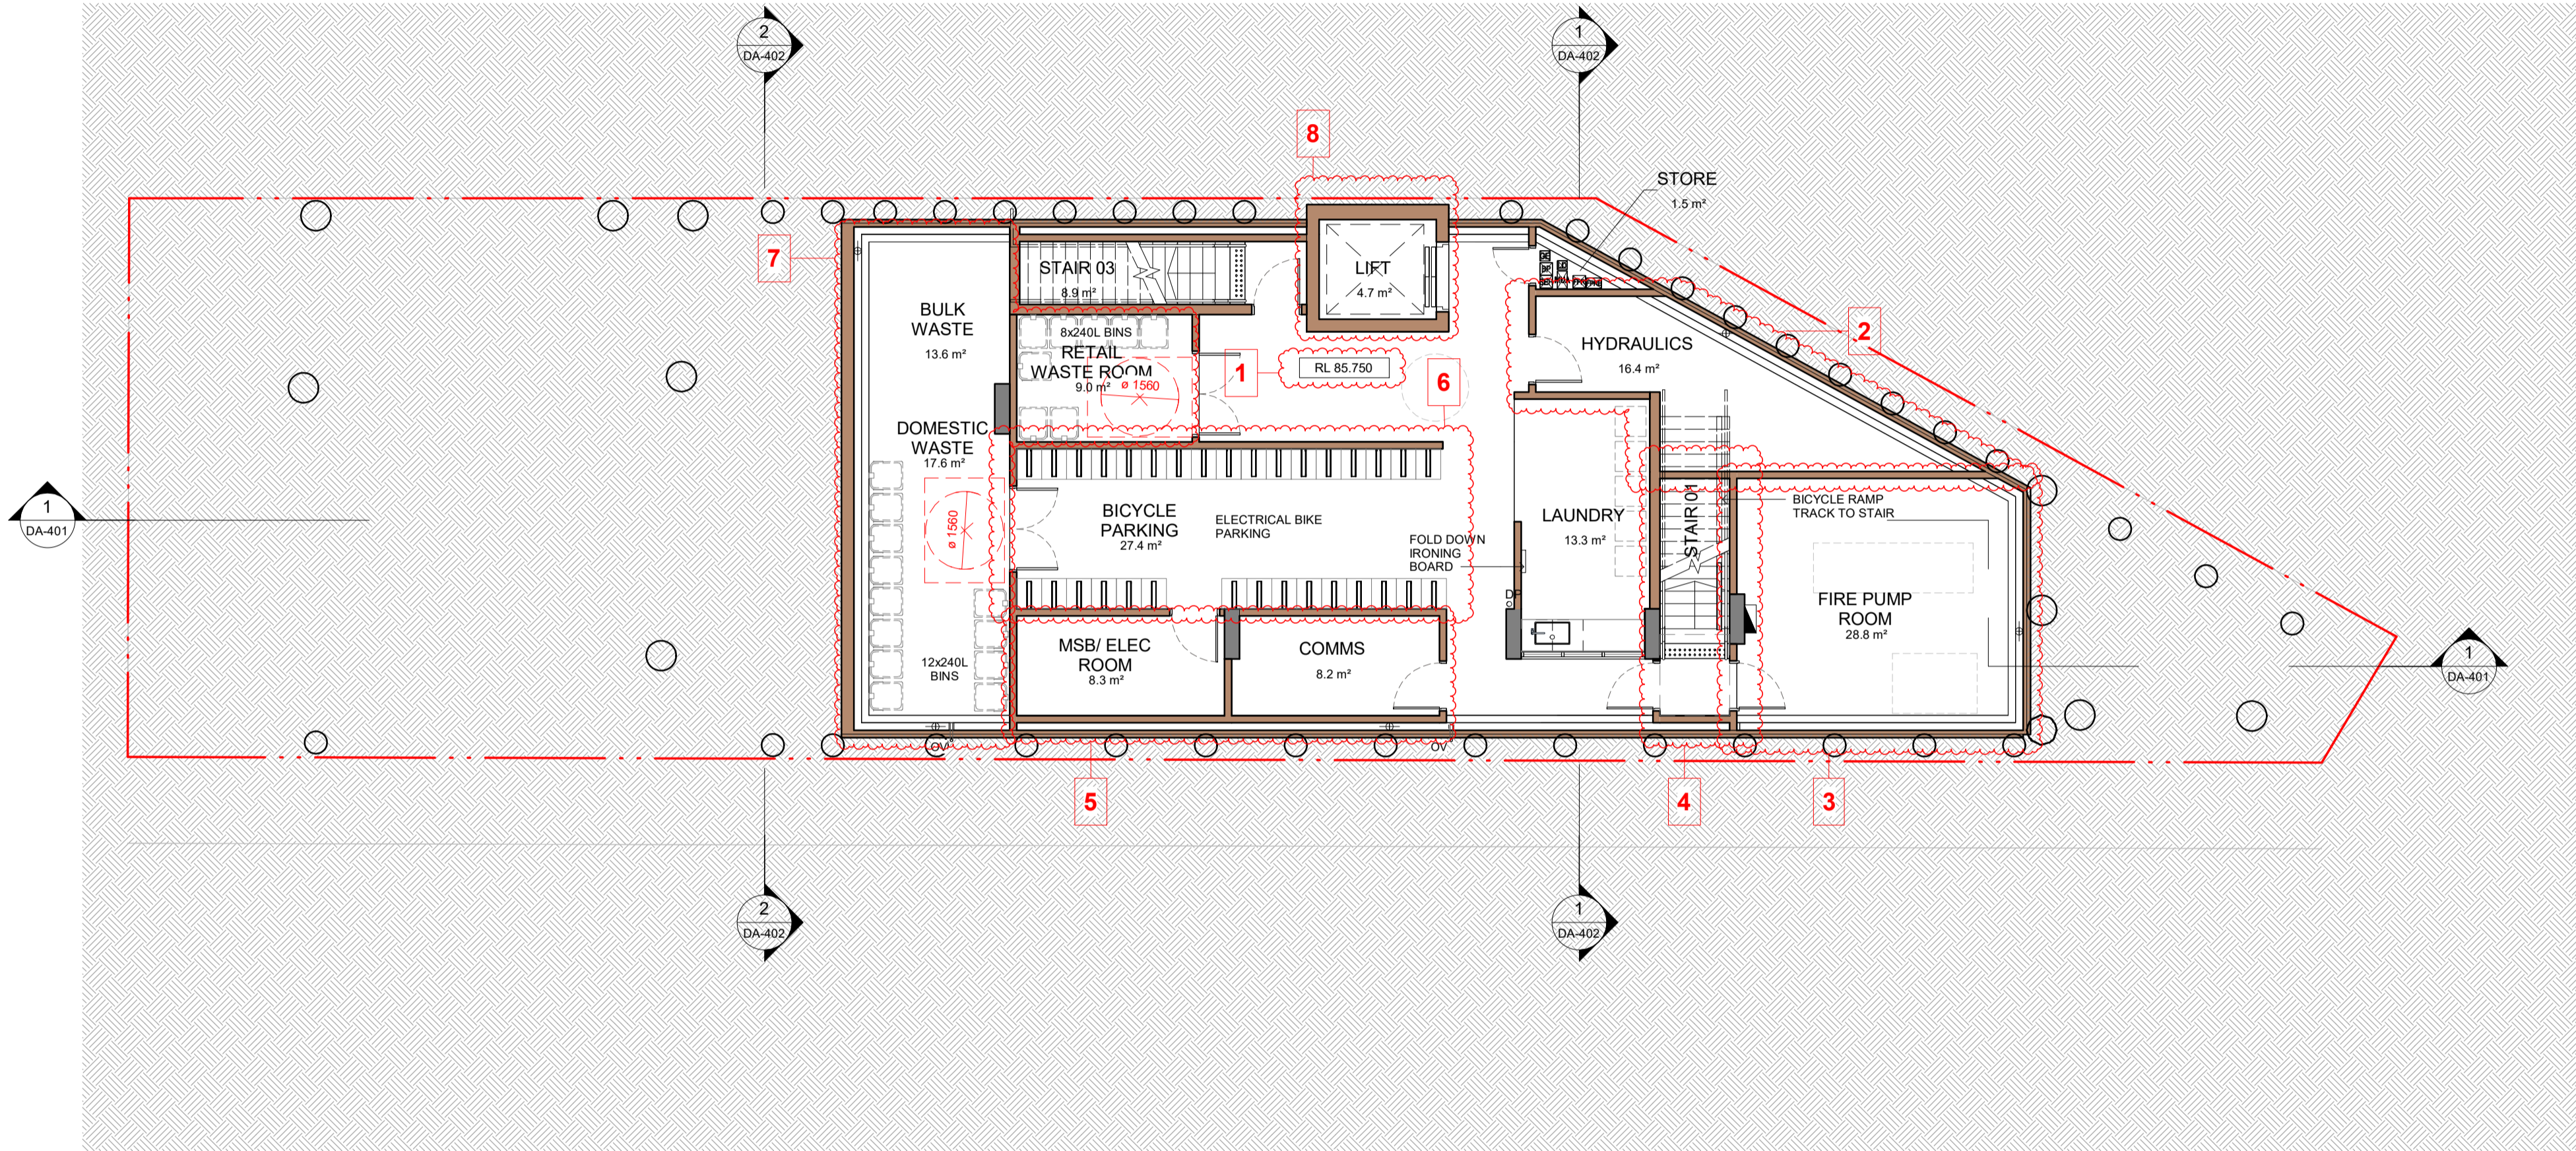 2
DA-402
1
DA-402
8
STORE
1.5 m²
7
STAIR 03
8.9 m²
LIFT
4.7 m²
BULK
WASTE
13.6 m²
8x240L BINS
RETAIL
WASTE ROOM
9.0 m²
ø 1560
1
RL 85.750
6
HYDRAULICS
16.4 m²
2
DOMESTIC
WASTE
17.6 m²
ø 1560
BICYCLE
PARKING
27.4 m²
ELECTRICAL BIKE
PARKING
FOLD DOWN
IRONING
BOARD
LAUNDRY
13.3 m²
STAIR 01
BICYCLE RAMP
TRACK TO STAIR
1
DA-401
DP
FIRE PUMP
ROOM
28.8 m²
MSB/ ELEC
ROOM
8.3 m²
COMMS
8.2 m²
12x240L
BINS
1
DA-401
OV
OV
5
4
3
2
DA-402
1
DA-402